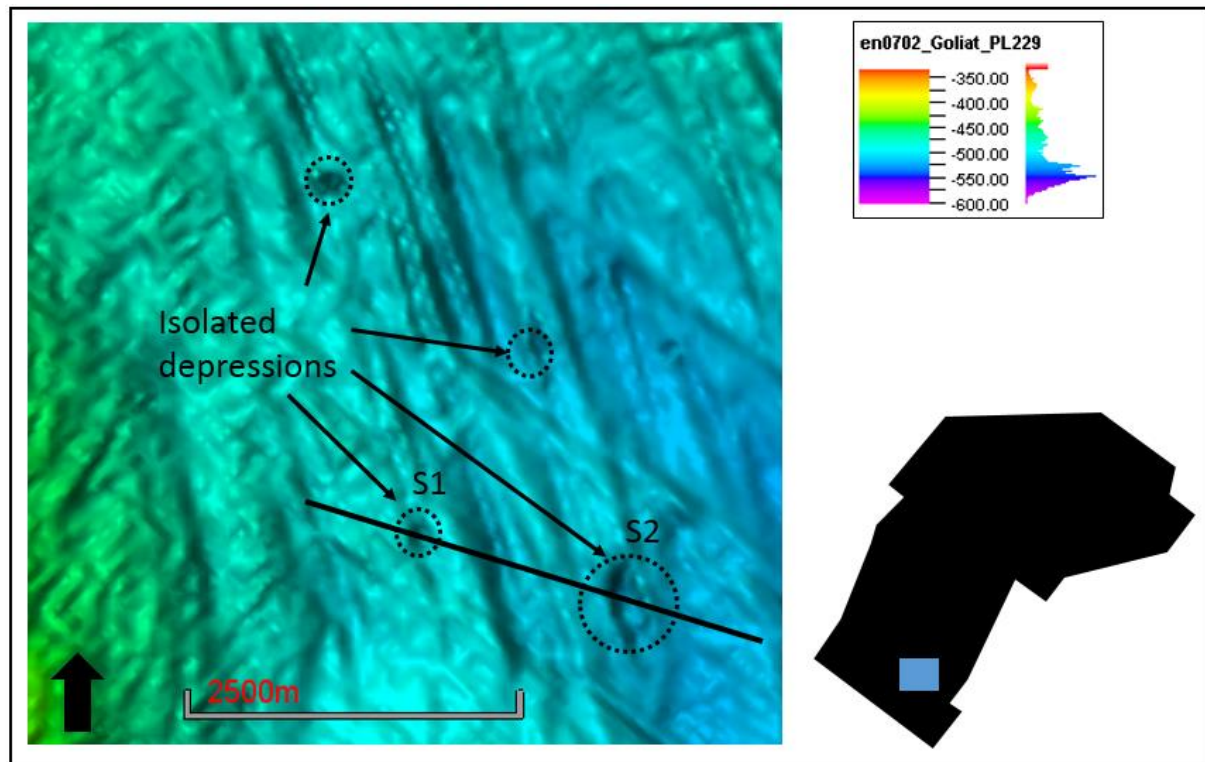 en0702_Goliat_PL229
-350.00
-400.00
-450.00
-500.00
-550.00
-600.00
Isolated
depressions
S1
S2
2500m